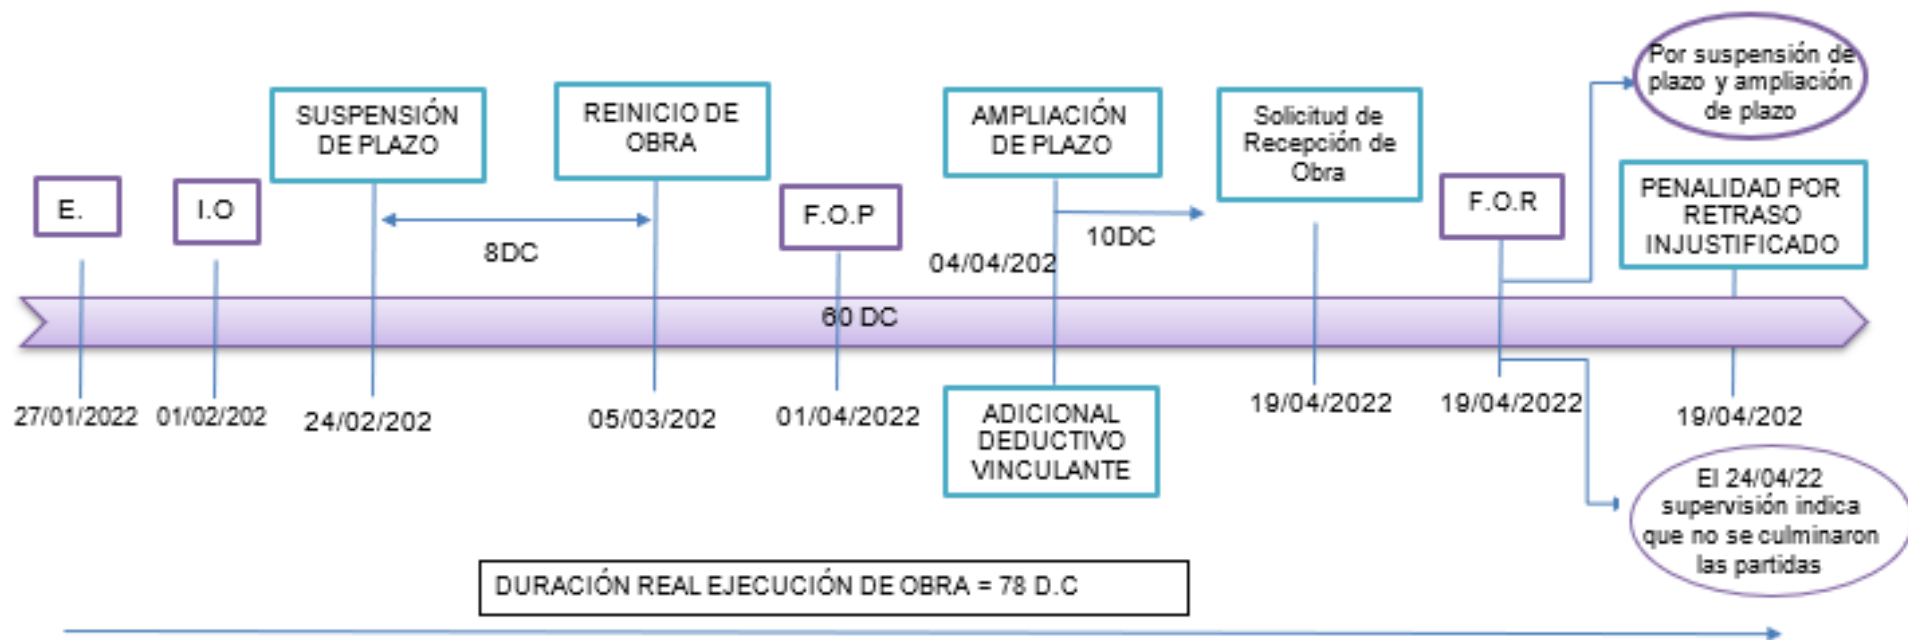 Por suspensión de
plazo y ampliación
de plazo
SUSPENSIÓN
DE PLAZO
REINICIO DE
OBRA
AMPLIACIÓN
DE PLAZO
Solicitud de
Recepción de
Obra
E.
I.O
F.O.P
F.O.R
PENALIDAD POR
RETRASO
INJUSTIFICADO
8DC
10DC
04/04/202
60 DC
27/01/2022
01/02/202
24/02/202
05/03/202
01/04/2022
ADICIONAL
DEDUCTIVO
VINCULANTE
19/04/2022
19/04/2022
19/04/202
El 24/04/22
supervisión indica
que no se culminaron
las partidas
DURACIÓN REAL EJECUCIÓN DE OBRA = 78 D.C